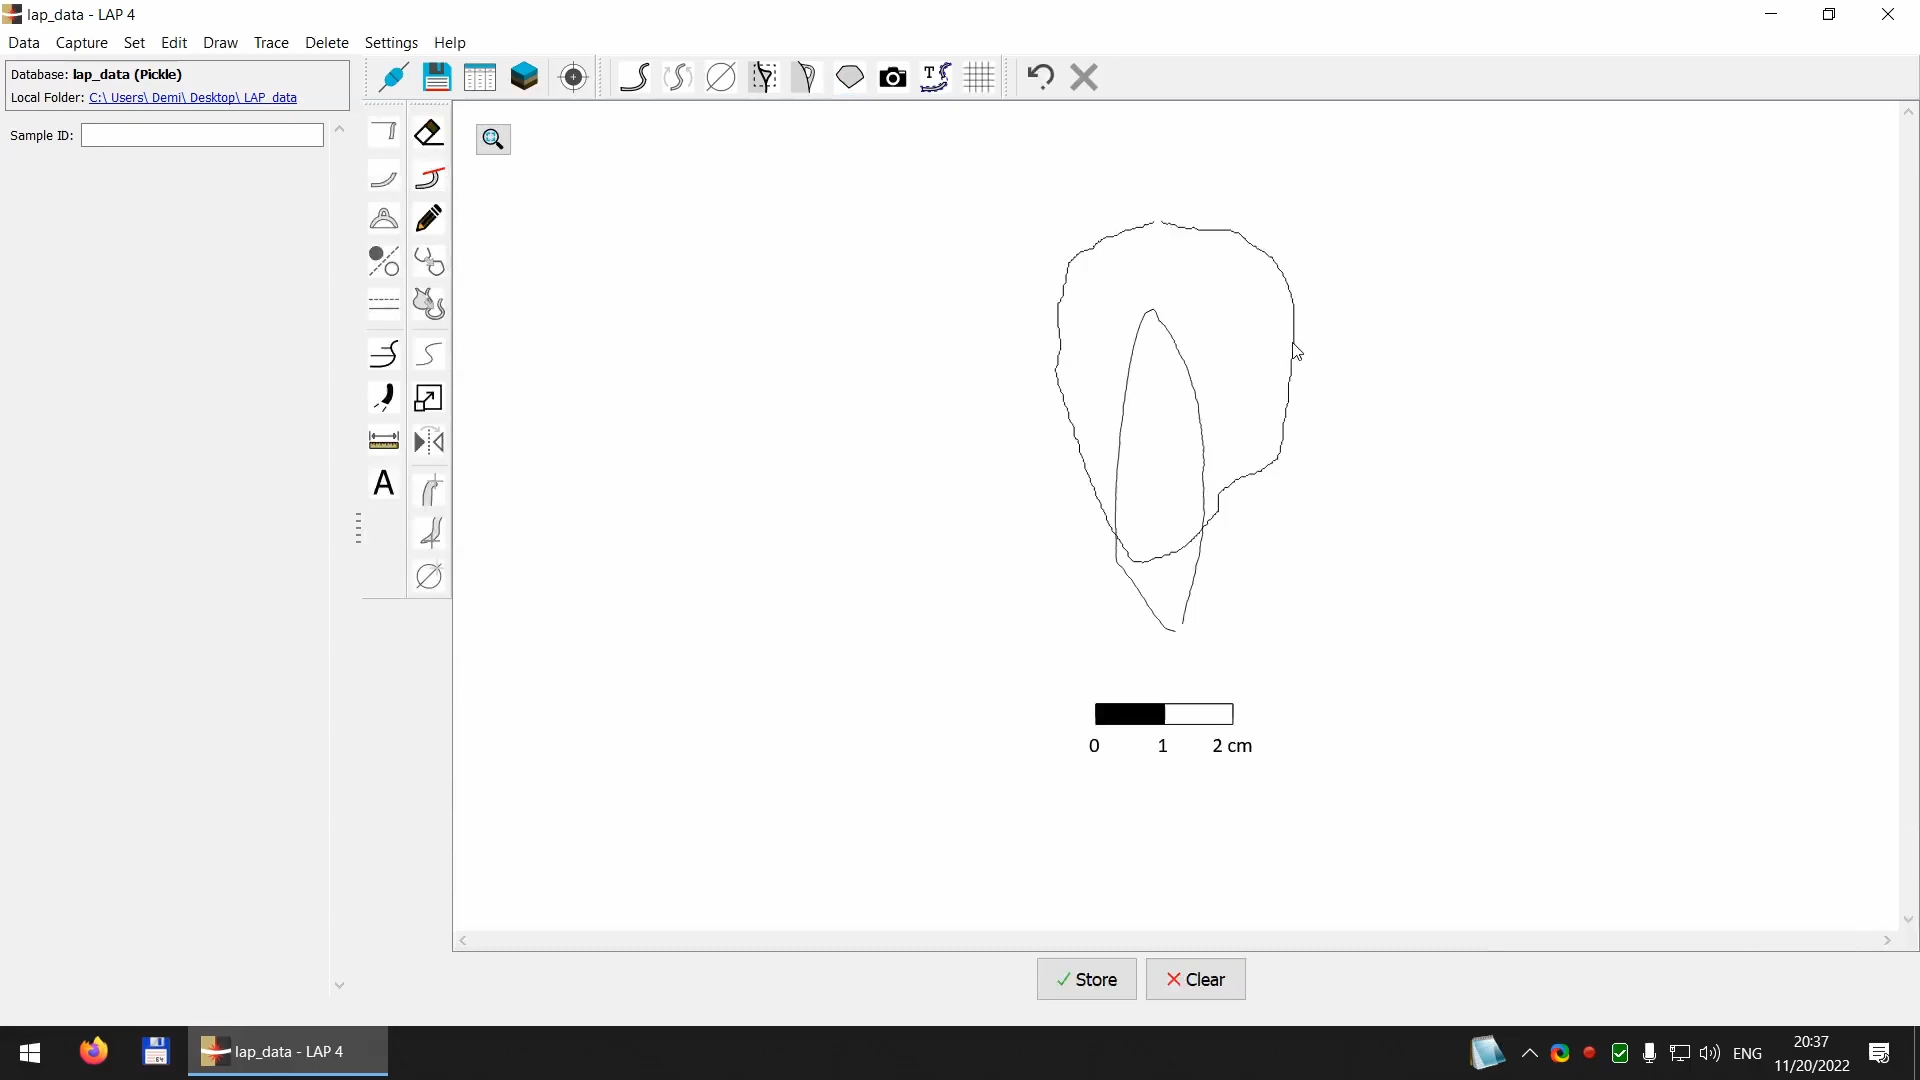 lap_data - LAP 4
Data Capture Set Edit Draw Trace Delete Settings Help
Database: lap_data (Pickle)
Local Folder: C:\ Users\ Demi\ Desktop\ LAP_data
Sample ID:
T
A
0 1 2 cm
Store Clear
64
lap_data - LAP 4
ENG
20:37
11/20/2022